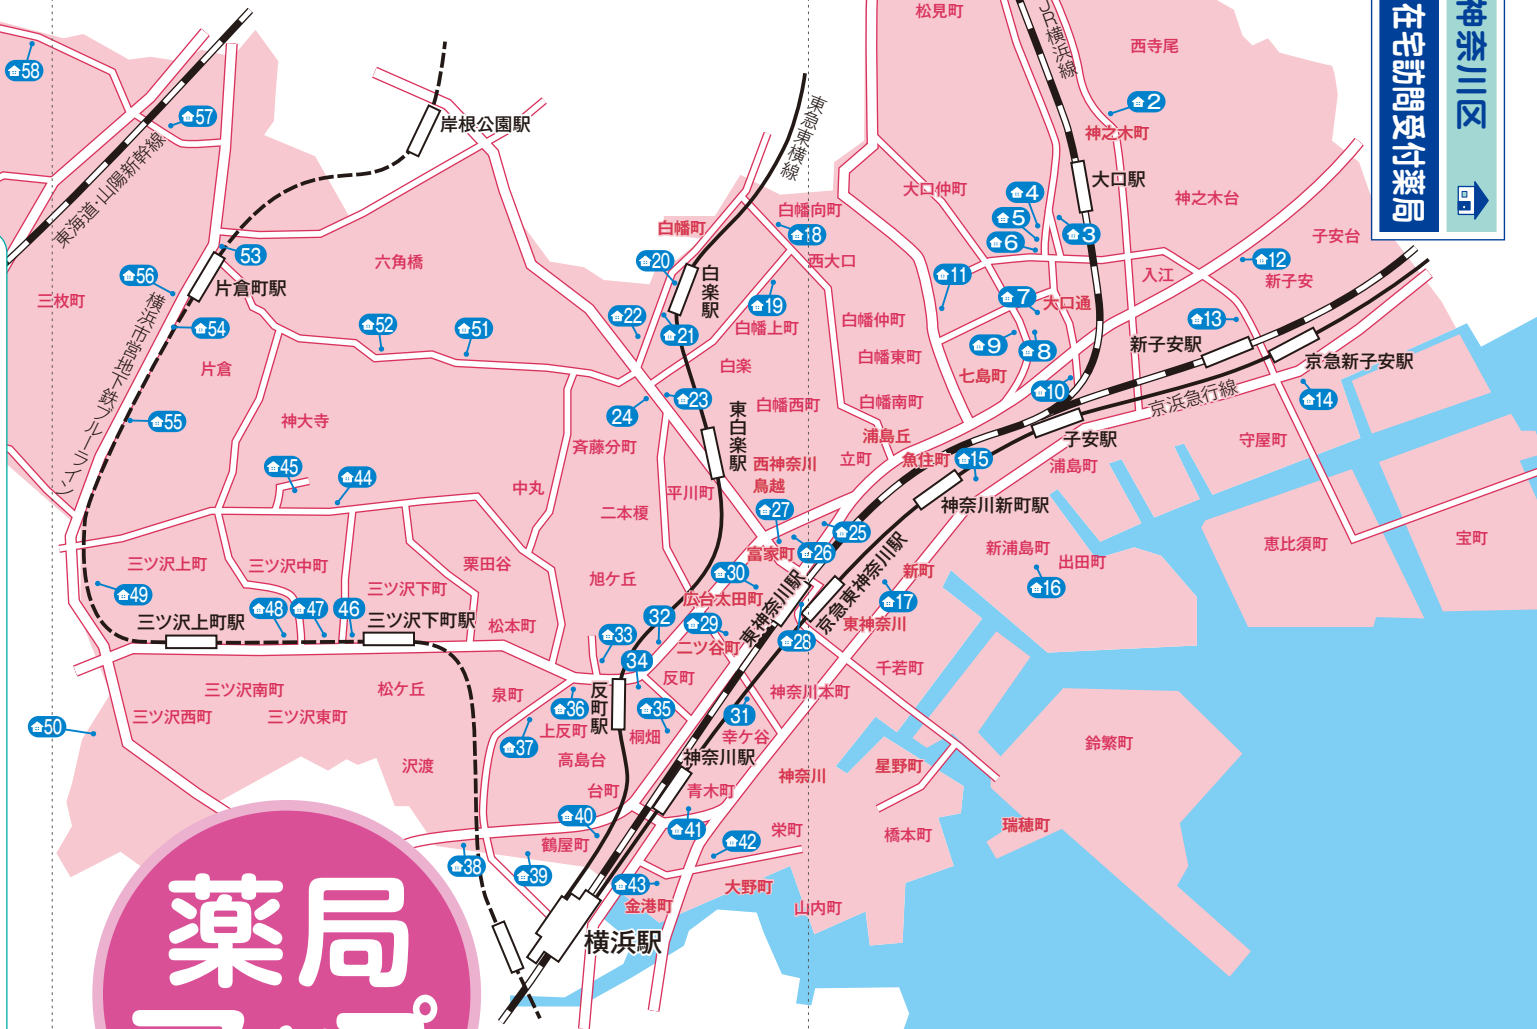 神奈川区
在宅訪問受付薬局
松見町
JR横浜線
西寺尾
58
2
57
神之木町
岸根公園駅
東急東横線
東海道・山陽新幹線
大口駅
大口仲町
4
神之木台
白幡向町
5
3
白幡町
18
6
子安台
53
20
西大口
12
56
六角橋
11
入江
新子安
片倉町駅
白楽駅
三枚町
7
大口通
19
22
13
横浜市営地下鉄ブルーライン
54
52
51
21
白幡上町
白幡仲町
9
8
新子安駅
片倉
白楽
白幡東町
京急新子安駅
七島町
10
23
14
京浜急行線
24
白幡西町
白幡南町
55
神大寺
東白楽駅
浦島丘
子安駅
守屋町
斉藤分町
立町
魚住町
15
45
44
西神奈川
浦島町
鳥越
中丸
平川町
神奈川新町駅
27
二本榎
25
宝町
恵比須町
富家町
26
新浦島町
三ツ沢上町
三ツ沢中町
栗田谷
出田町
30
新町
旭ケ丘
49
三ツ沢下町
16
広台太田町
17
48
47
46
32
東神奈川駅
京急東神奈川駅
三ツ沢上町駅
三ツ沢下町駅
松本町
29
東神奈川
33
28
二ツ谷町
34
千若町
反町
三ツ沢南町
松ケ丘
泉町
神奈川本町
反町駅
36
35
31
三ツ沢西町
三ツ沢東町
50
上反町
桐畑
幸ケ谷
37
鈴繁町
高島台
神奈川駅
沢渡
星野町
神奈川
台町
青木町
40
41
栄町
瑞穂町
橋本町
鶴屋町
42
38
39
43
大野町
金港町
山内町
横浜駅
薬局
マップ